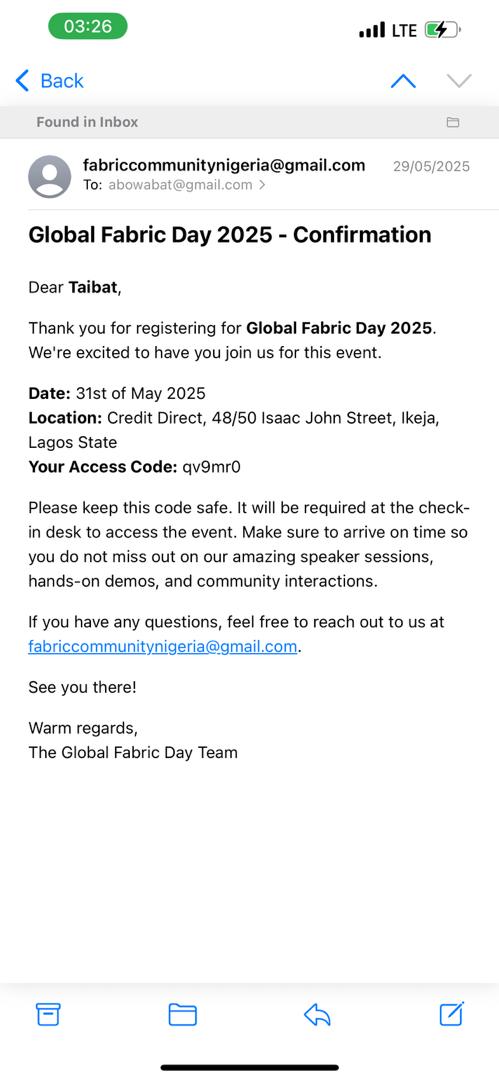 03:26
LTE
Back
Found in Inbox
fabriccommunitynigeria@gmail.com 29/05/2025
To: abowabat@gmail.com
Global Fabric Day 2025 - Confirmation
Dear Taibat,
Thank you for registering for Global Fabric Day 2025.
We're excited to have you join us for this event.
Date: 31st of May 2025
Location: Credit Direct, 48/50 Isaac John Street, Ikeja,
Lagos State
Your Access Code: qv9mr0
Please keep this code safe. It will be required at the check-
in desk to access the event. Make sure to arrive on time so
you do not miss out on our amazing speaker sessions,
hands-on demos, and community interactions.
If you have any questions, feel free to reach out to us at
fabriccommunitynigeria@gmail.com.
See you there!
Warm regards,
The Global Fabric Day Team